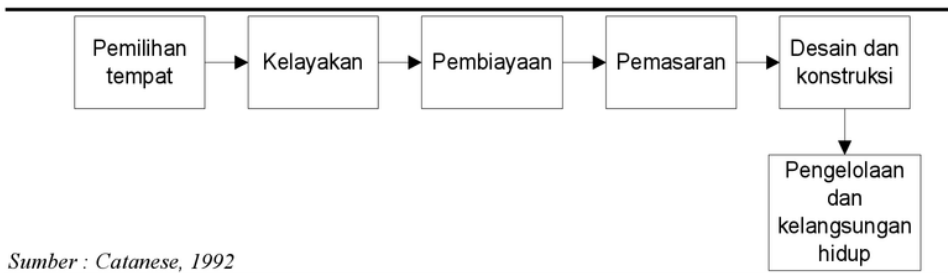 Pemilihan
tempat
Kelayakan
Pembiayaan
Pemasaran
Desain dan
konstruksi
Pengelolaan
dan
kelangsungan
hidup
Sumber : Catanese, 1992